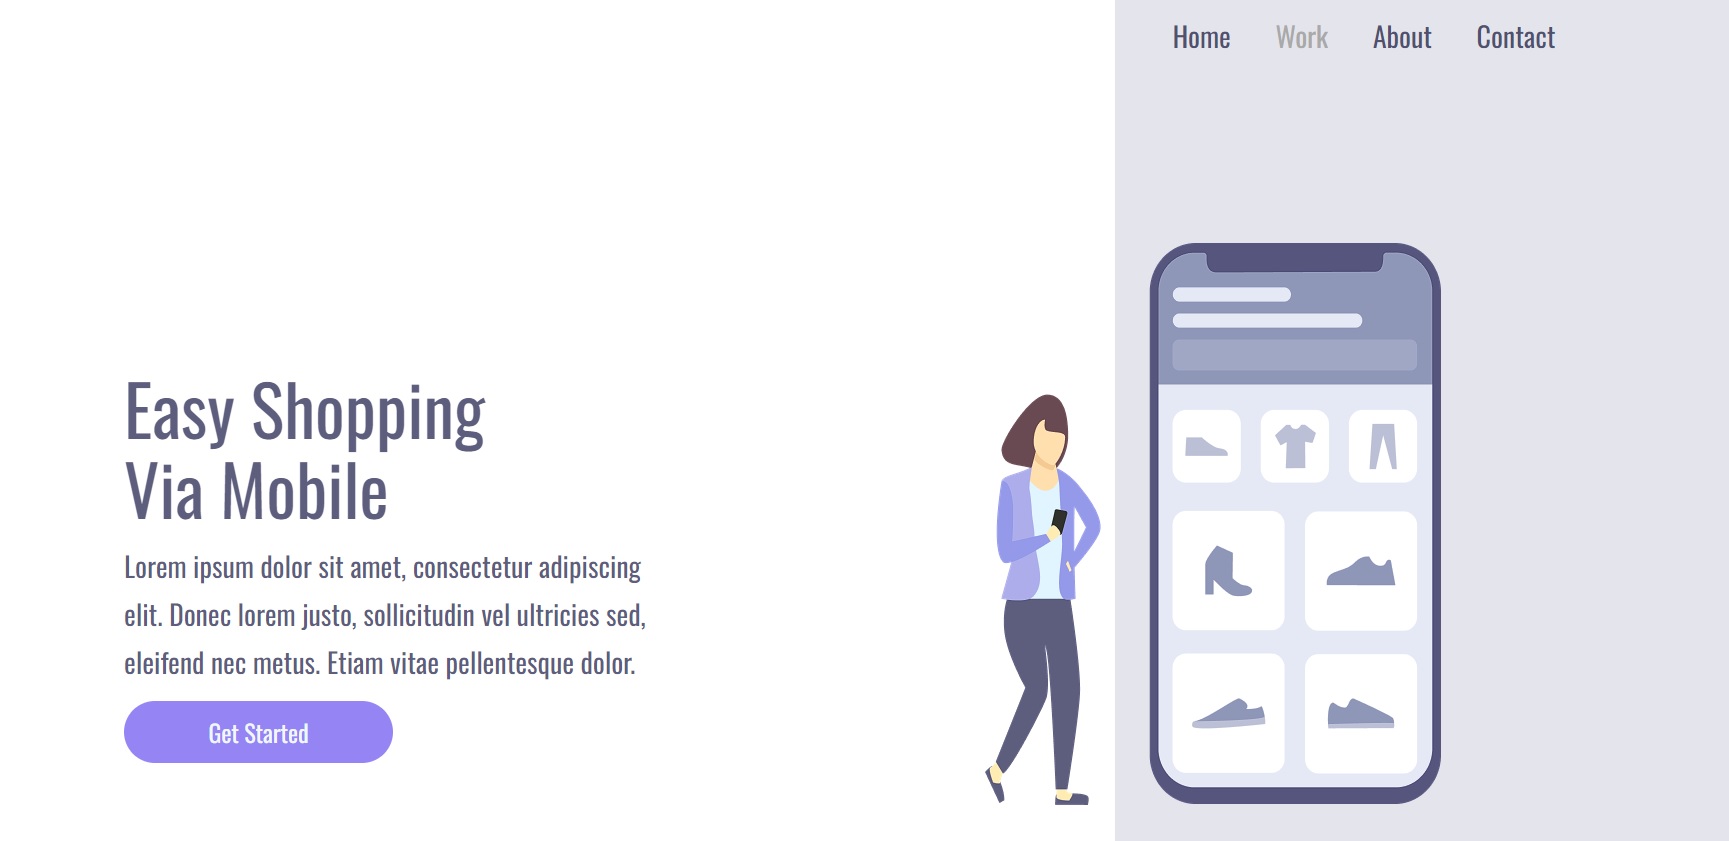 Home Work About Contact
Easy Shopping
Via Mobile
Lorem ipsum dolor sit amet, consectetur adipiscing
elit. Donec lorem justo, sollicitudin vel ultricies sed,
eleifend nec metus. Etiam vitae pellentesque dolor.
Get Started